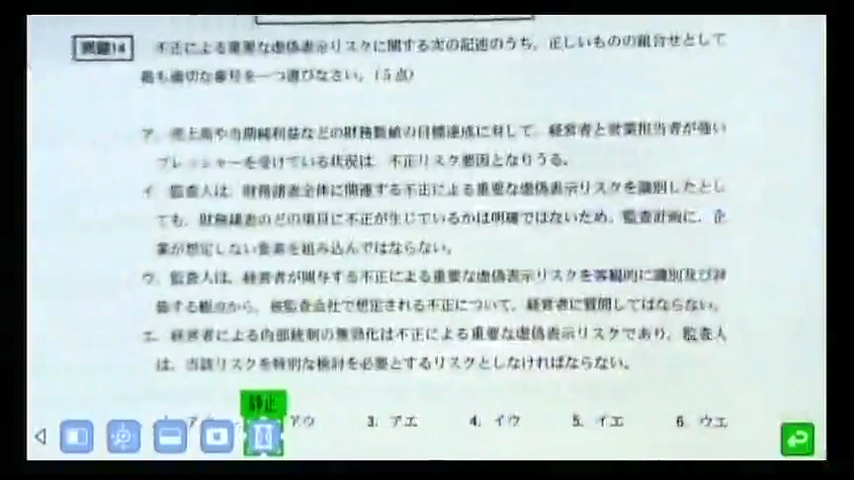 問題14 不正による重要な虚偽表示リスクに関する次の記述のうち、正しいものの組合せとして
最も適切な番号を一つ選びなさい。(5点)
ア. 売上高や当期純利益などの財務数値の目標達成に対して、経営者と営業担当者が強い
プレッシャーを受けている状況は、不正リスク要因となりうる。
イ. 監査人は、財務諸表全体に関連する不正による重要な虚偽表示リスクを識別したとし
ても、財務諸表のどの項目に不正が生じているかは明確ではないため、監査計画に、企
業が想定しない要素を組み込んではならない。
ウ. 監査人は、経営者が関与する不正による重要な虚偽表示リスクを客観的に識別及び評
価する観点から、被監査会社で想定される不正について、経営者に質問してはならない。
エ. 経営者による内部統制の無効化は不正による重要な虚偽表示リスクであり、監査人
は、当該リスクを特別な検討を必要とするリスクとしなければならない。
静止
ア アウ 3. アエ 4. イウ 5. イエ 6. ウエ